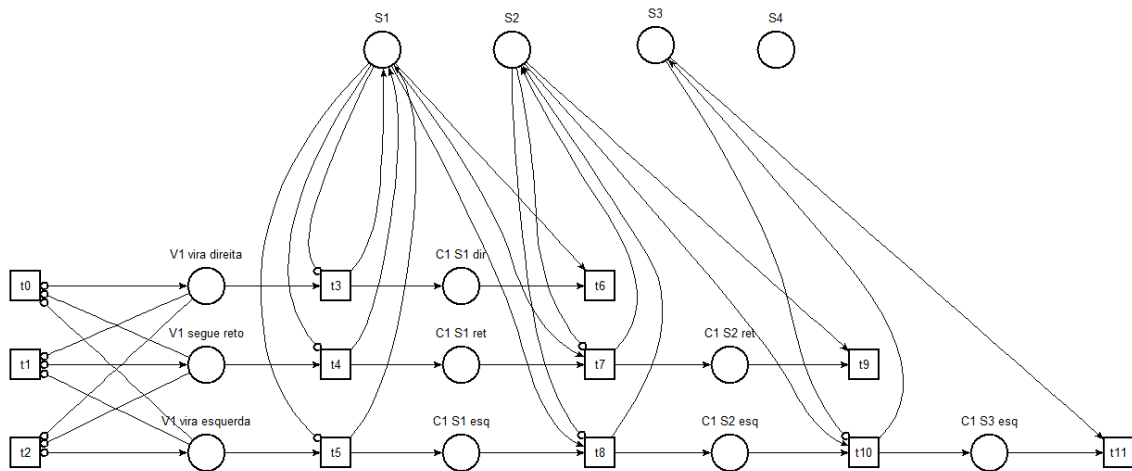 S1
S2
S3
S4
V1 vira direita
C1 S1 dir
t0
t3
t6
V1 segue reto
C1 S1 ret
C1 S2 ret
t1
t4
t7
t9
V1 vira esquerda
C1 S1 esq
C1 S2 esq
C1 S3 esq
t2
t5
t8
t10
t11